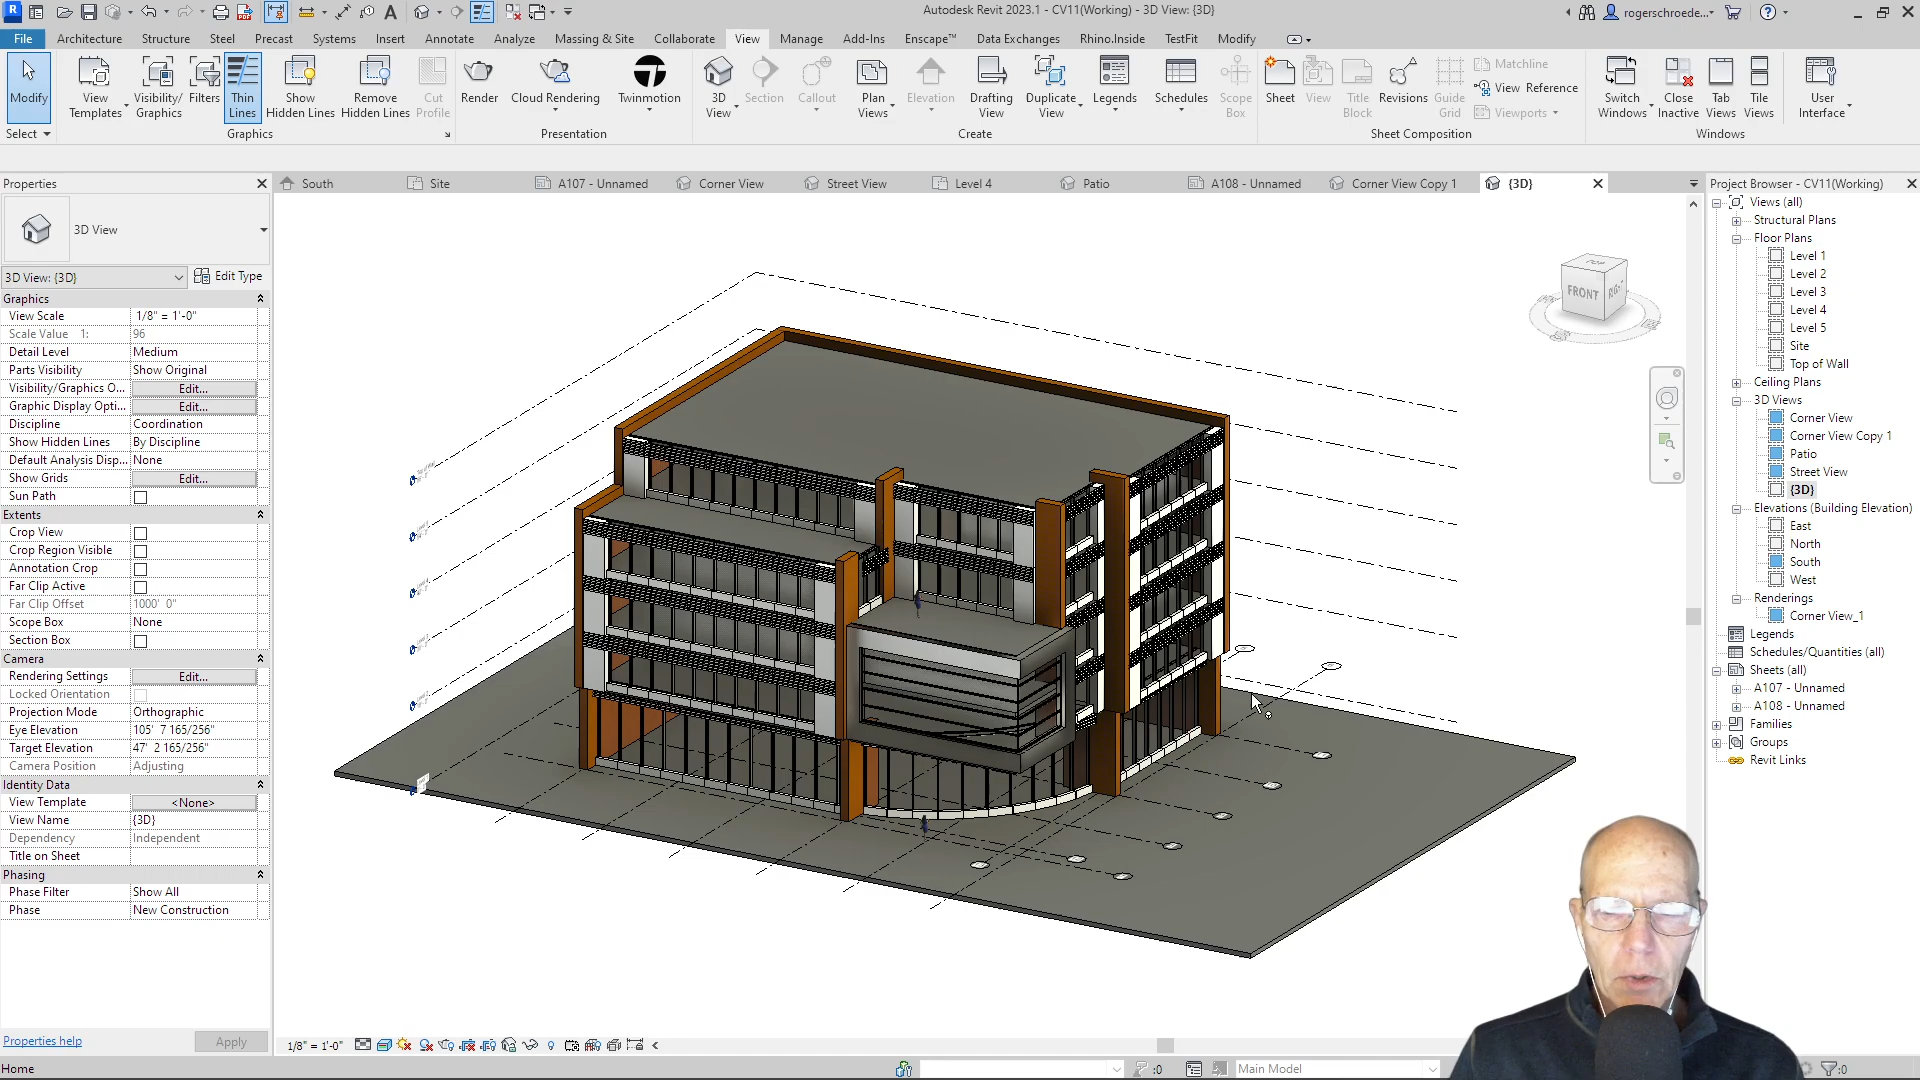 Autodesk Revit 2023.1 - CV11(Working) - 3D View: {3D}
rogerschroede...
File Architecture Structure Steel Precast Systems Insert Annotate Analyze Massing & Site Collaborate View Manage Add-Ins Enscape™ Data Exchanges Rhino.Inside TestFit Modify
Modify
View Templates
Visibility/ Graphics
Filters
Thin Lines
Show Hidden Lines
Remove Hidden Lines
Cut Profile
Render
Cloud Rendering
Twinmotion
3D View
Section
Callout
Plan Views
Elevation
Drafting View
Duplicate View
Legends
Schedules
Scope Box
Sheet
View
Title Block
Revisions
Guide Grid
Matchline
View Reference
Viewports
Switch Windows
Close Inactive
Tab Views
Tile Views
User Interface
Select Graphics Presentation Create Sheet Composition Windows
Properties
South Site A107 - Unnamed Corner View Street View Level 4 Patio A108 - Unnamed Corner View Copy 1 {3D}
3D View
3D View: {3D} Edit Type
Graphics
View Scale 1/8" = 1'-0"
Scale Value 1: 96
Detail Level Medium
Parts Visibility Show Original
Visibility/Graphics O... Edit...
Graphic Display Opti... Edit...
Discipline Coordination
Show Hidden Lines By Discipline
Default Analysis Disp... None
Show Grids Edit...
Sun Path
Extents
Crop View
Crop Region Visible
Annotation Crop
Far Clip Active
Far Clip Offset 1000' 0"
Scope Box None
Section Box
Camera
Rendering Settings Edit...
Locked Orientation
Projection Mode Orthographic
Eye Elevation 105' 7 165/256"
Target Elevation 47' 2 165/256"
Camera Position Adjusting
Identity Data
View Template <None>
View Name {3D}
Dependency Independent
Title on Sheet
Phasing
Phase Filter Show All
Phase New Construction
Properties help Apply
TOP
FRONT
Project Browser - CV11(Working)
Views (all)
Structural Plans
Floor Plans
Level 1
Level 2
Level 3
Level 4
Level 5
Site
Top of Wall
Ceiling Plans
3D Views
Corner View
Corner View Copy 1
Patio
Street View
{3D}
Elevations (Building Elevation)
East
North
South
West
Renderings
Corner View_1
Legends
Schedules/Quantities (all)
Sheets (all)
A107 - Unnamed
A108 - Unnamed
Families
Groups
Revit Links
1/8" = 1'-0"
Home
:0
Main Model
:0